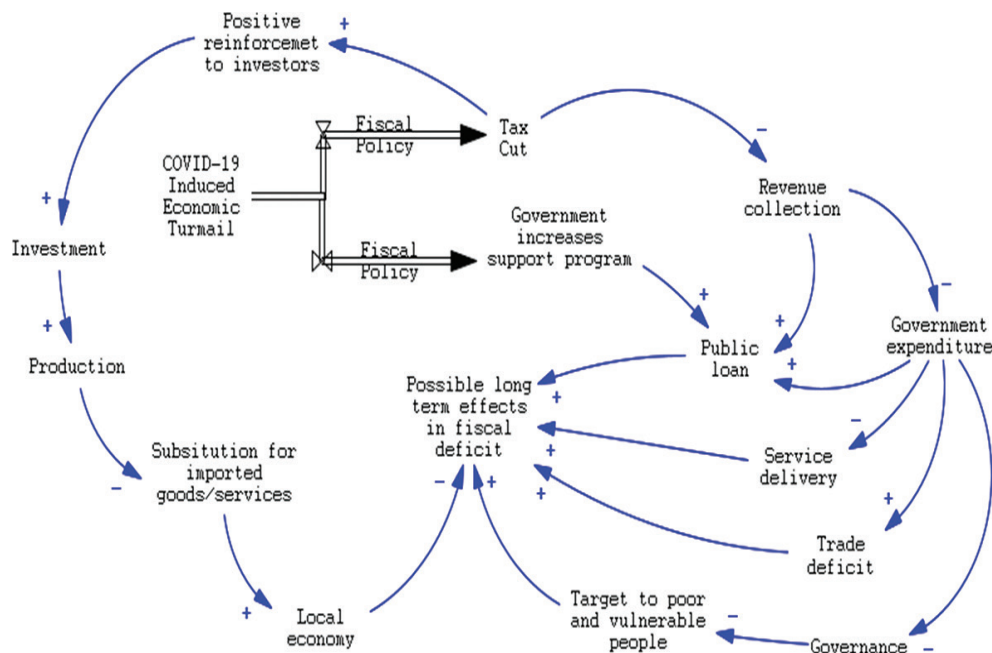 Positive
reinforcemet
to investors
+
Fiscal
Policy
Tax
Cut
−
COVID-19
Induced
Economic
Turmail
Revenue
collection
+
Investment
Government
increases
support program
Fiscal
Policy
−
+
+
+
Government
expenditure
Production
Public
loan
+
Possible long
term effects
in fiscal
deficit
+
−
Subsitution for
imported
goods/services
−
+
Service
delivery
−
+
+
+
Trade
deficit
+
Local
economy
Target to poor
and vulnerable
people
−
Governance
−